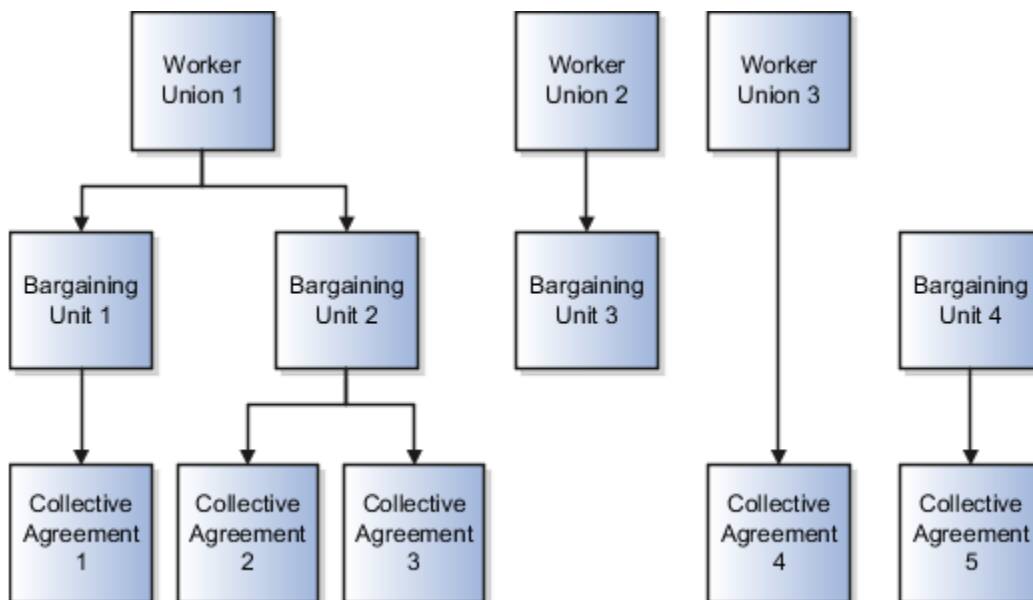 Worker
Union 1
Worker
Union 2
Worker
Union 3
Bargaining
Unit 1
Bargaining
Unit 2
Bargaining
Unit 3
Bargaining
Unit 4
Collective
Agreement
1
Collective
Agreement
2
Collective
Agreement
3
Collective
Agreement
4
Collective
Agreement
5